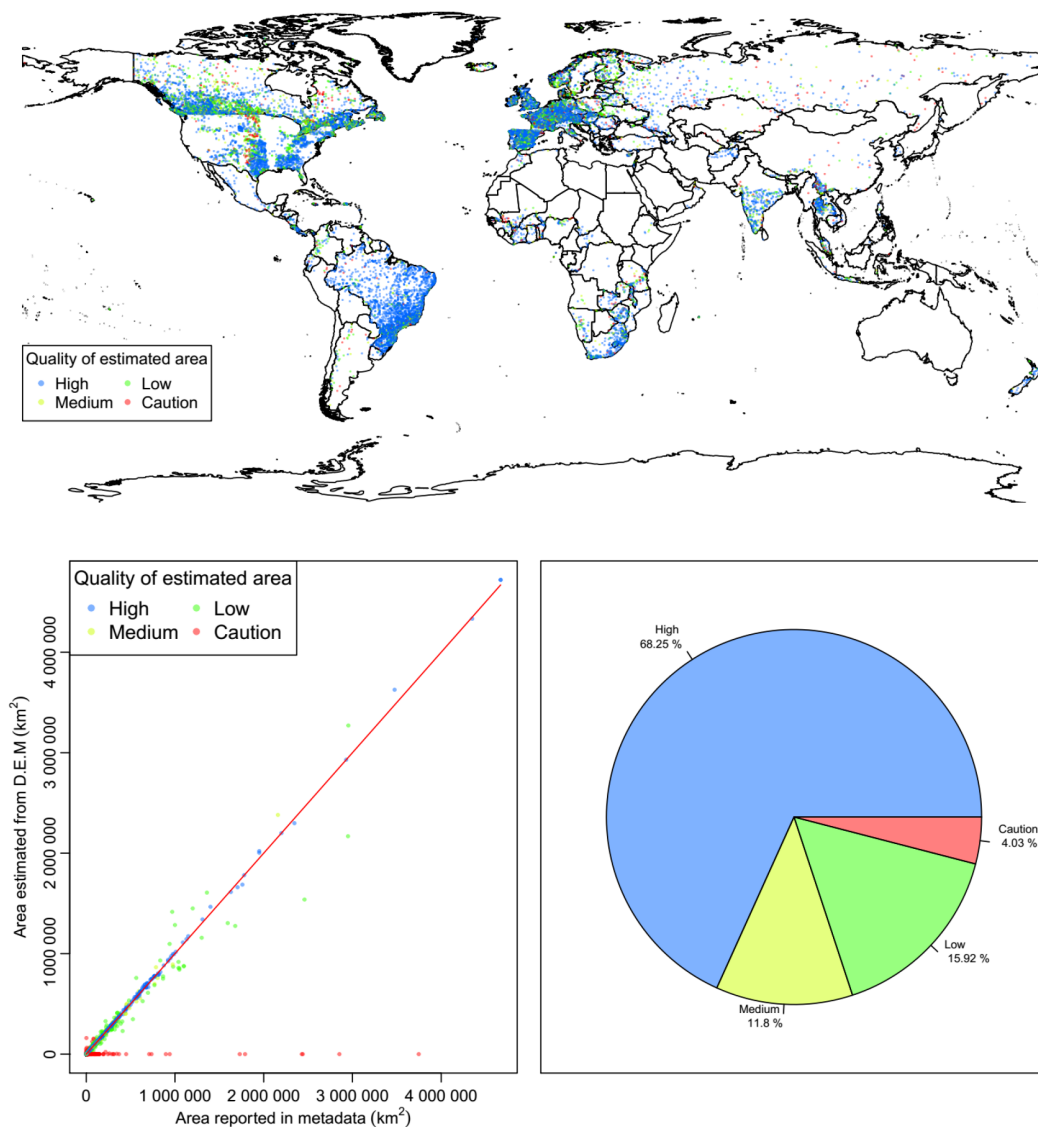 Quality of estimated area
High Low
Medium Caution
Quality of estimated area
High Low
Medium Caution
Area estimated from D.E.M (km²)
0 1 000 000 2 000 000 3 000 000 4 000 000
0 1 000 000 2 000 000 3 000 000 4 000 000
Area reported in metadata (km²)
High
68.25 %
Caution
4.03 %
Low
15.92 %
Medium
11.8 %